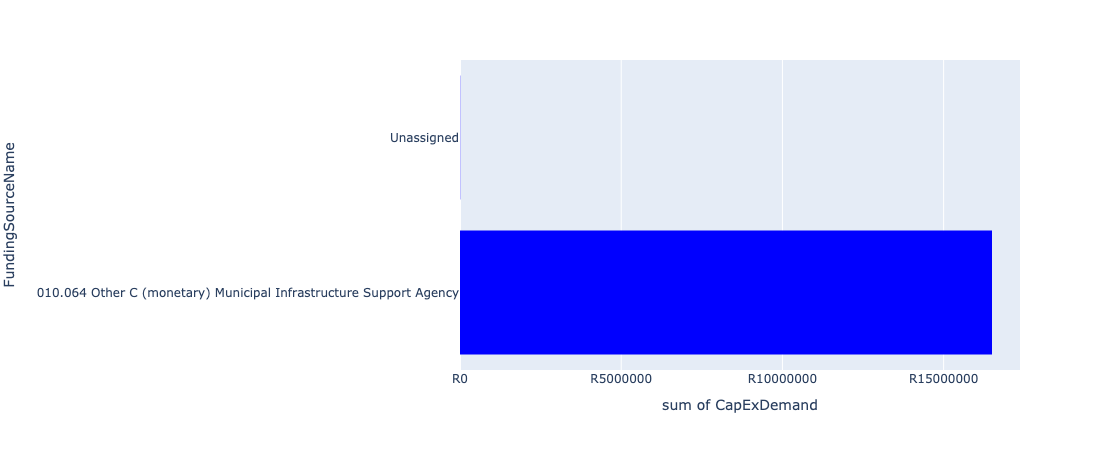 FundingSourceName
Unassigned
010.064 Other C (monetary) Municipal Infrastructure Support Agency
R0 R5000000 R10000000 R15000000
sum of CapExDemand